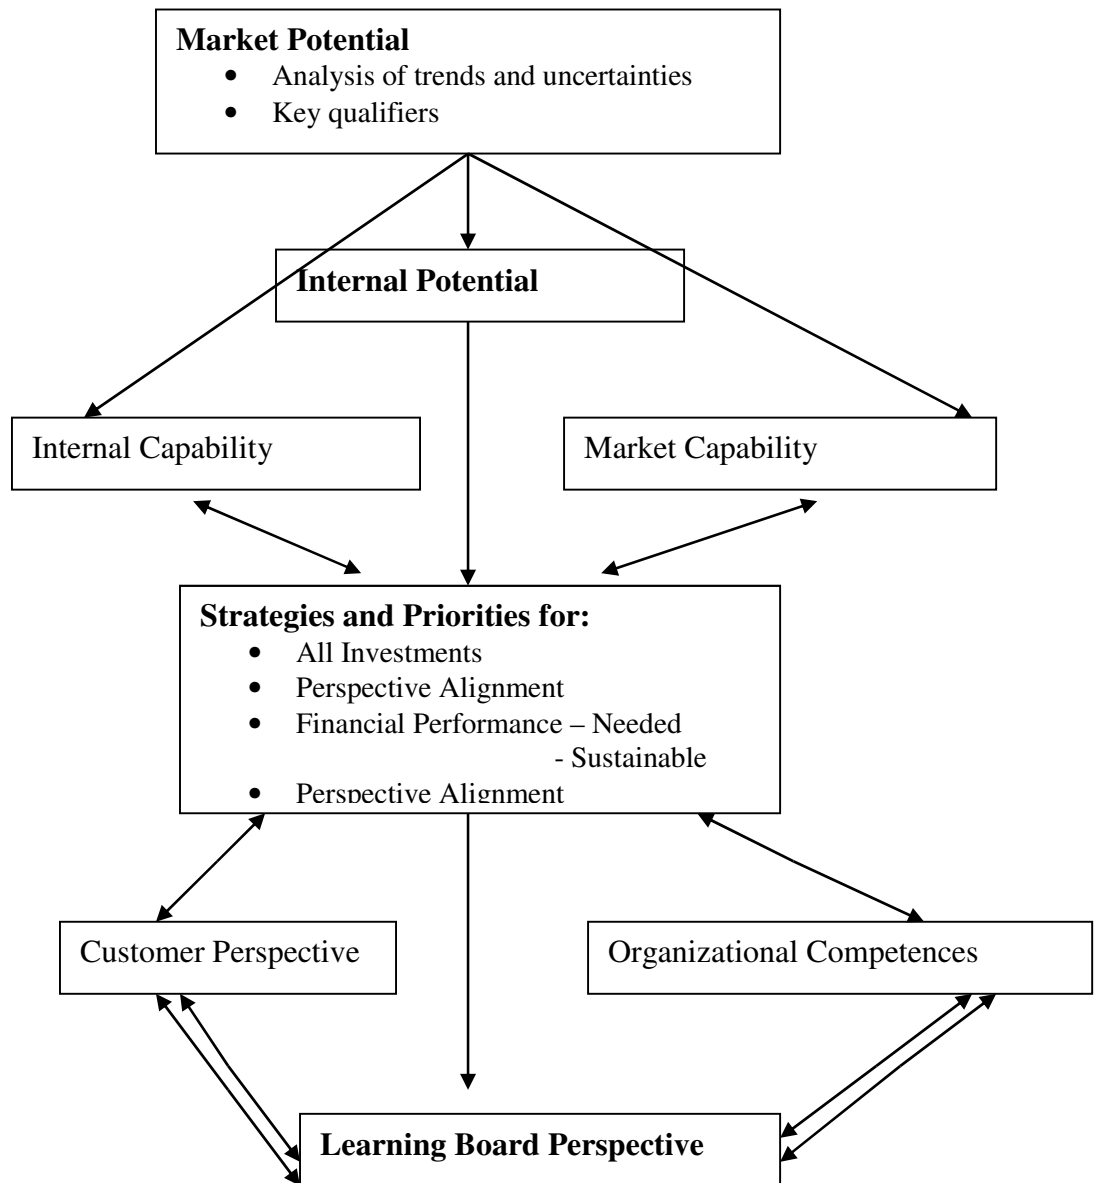 Market Potential
• Analysis of trends and uncertainties
• Key qualifiers
Internal Potential
Internal Capability
Market Capability
Strategies and Priorities for:
• All Investments
• Perspective Alignment
• Financial Performance – Needed
- Sustainable
• Perspective Alignment
Customer Perspective
Organizational Competences
Learning Board Perspective